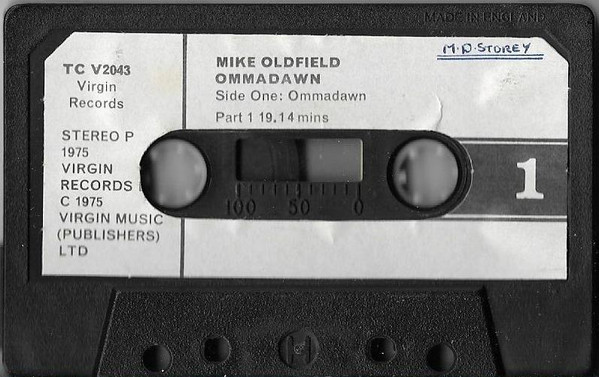 MADE IN ENGLAND
M.D. STOREY
TC V2043
Virgin
Records
STEREO P
1975
VIRGIN
RECORDS
C 1975
VIRGIN MUSIC
(PUBLISHERS)
LTD
MIKE OLDFIELD
OMMADAWN
Side One: Ommadawn
Part 1 19.14 mins
100 50 0
1